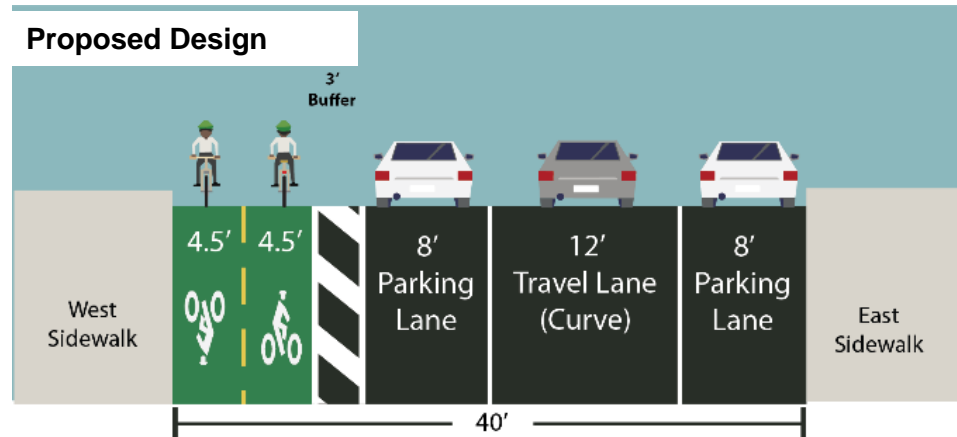 Proposed Design
3'
Buffer
4.5'
4.5'
8'
Parking
Lane
12'
Travel Lane
(Curve)
8'
Parking
Lane
West
Sidewalk
East
Sidewalk
40'